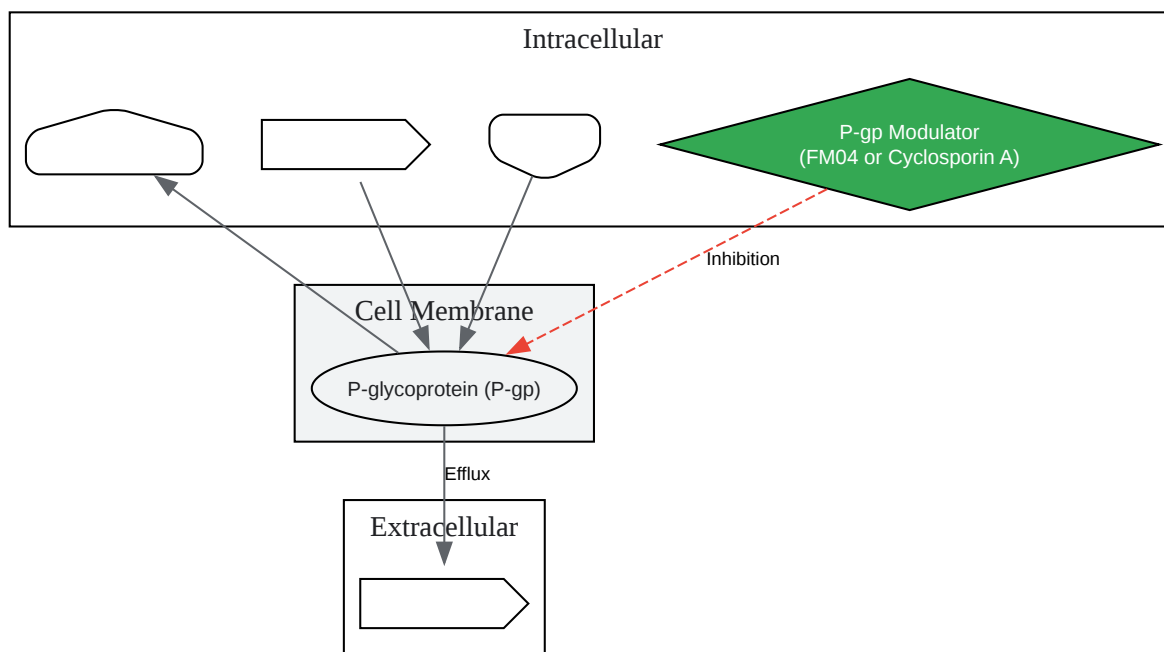 Intracellular
P-gp Modulator
(FM04 or Cyclosporin A)
Inhibition
Cell Membrane
P-glycoprotein (P-gp)
Efflux
Extracellular